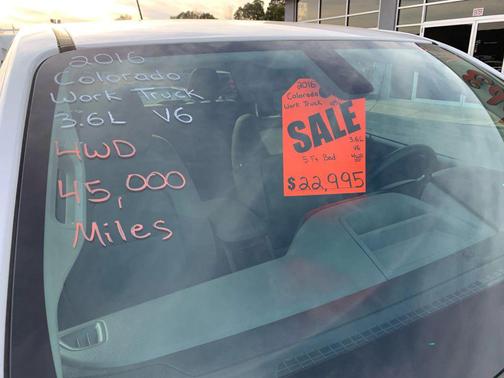 2016
Colorado
Work Truck
3.6L V6
4WD
45,000
Miles
2016
Colorado
Work Truck
SALE
3.6L
V6
5 Ft Bed
$22,995